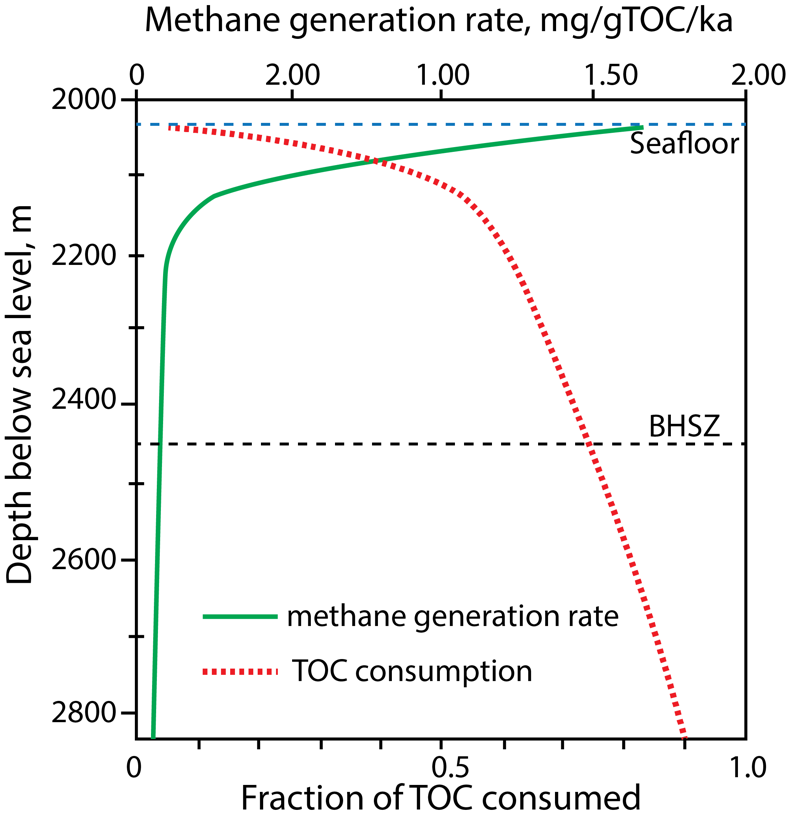 Methane generation rate, mg/gTOC/ka
0 2.00 1.00 1.50 2.00
2000
Seafloor
2200
2400
BHSZ
2600
methane generation rate
TOC consumption
2800
0 0.5 1.0
Fraction of TOC consumed
Depth below sea level, m